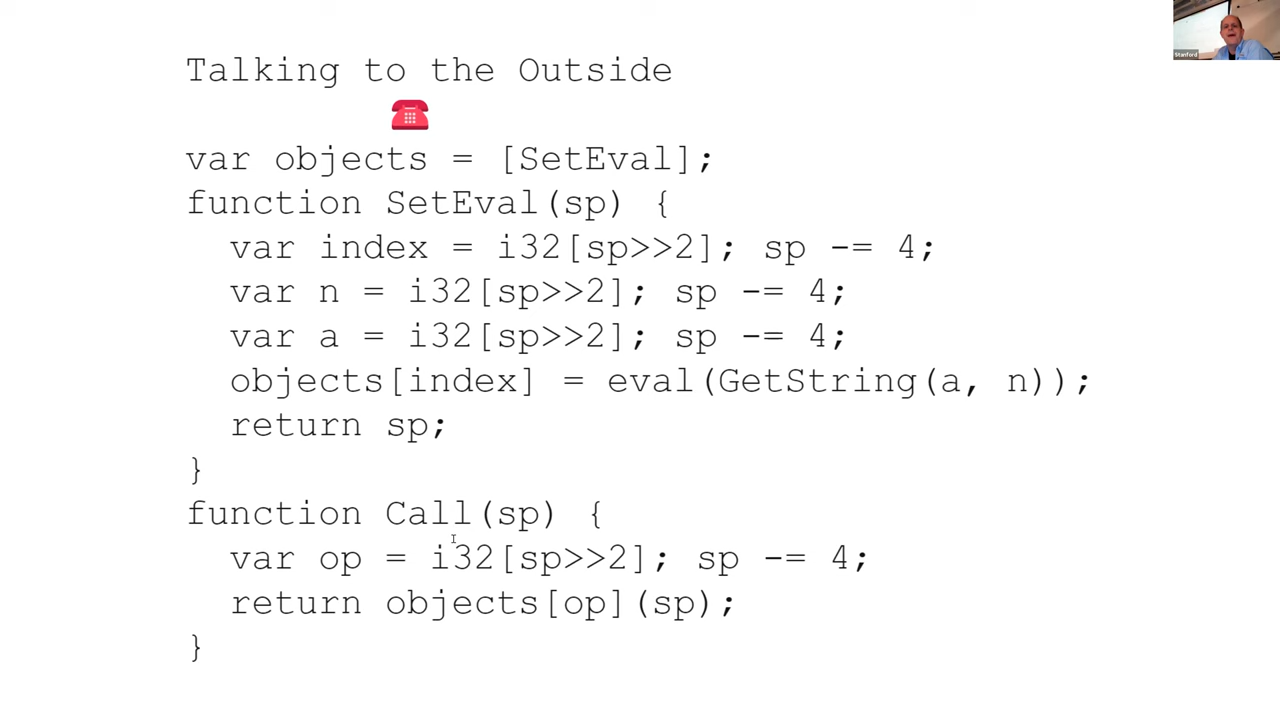 Talking to the Outside
var objects = [SetEval];
function SetEval(sp) {
var index = i32[sp>>2]; sp -= 4;
var n = i32[sp>>2]; sp -= 4;
var a = i32[sp>>2]; sp -= 4;
objects[index] = eval(GetString(a, n));
return sp;
}
function Call(sp) {
var op = i32[sp>>2]; sp -= 4;
return objects[op](sp);
}
Stanford